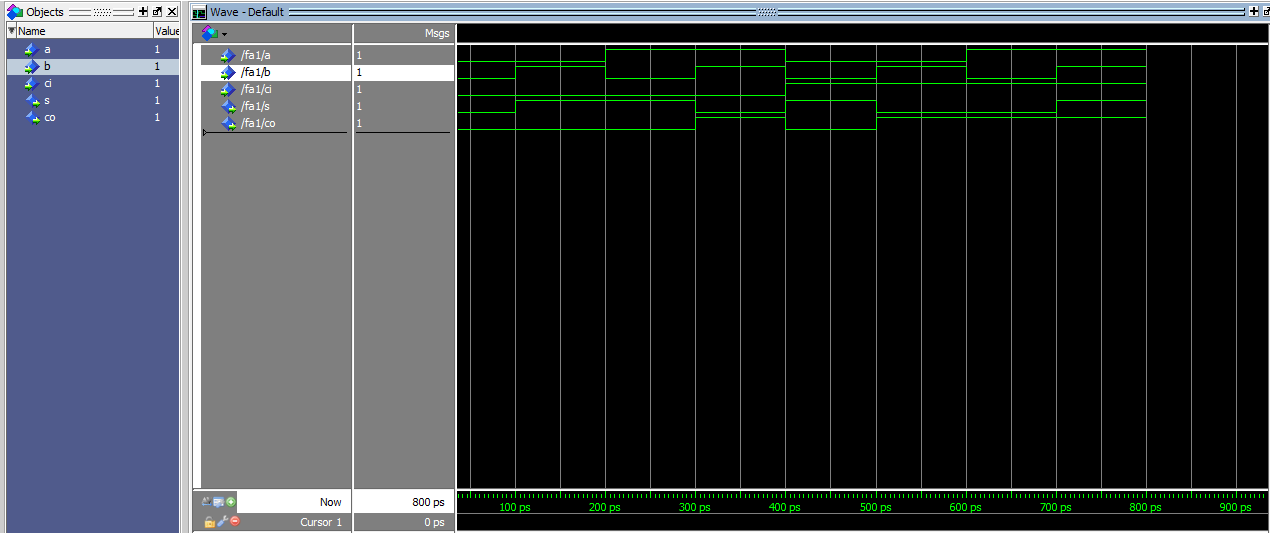 Objects
Name Value
a 1
b 1
ci 1
s 1
co 1
Wave - Default
Msgs
/fa1/a 1
/fa1/b 1
/fa1/ci 1
/fa1/s 1
/fa1/co 1
Now 800 ps
Cursor 1 0 ps
100 ps 200 ps 300 ps 400 ps 500 ps 600 ps 700 ps 800 ps 900 ps